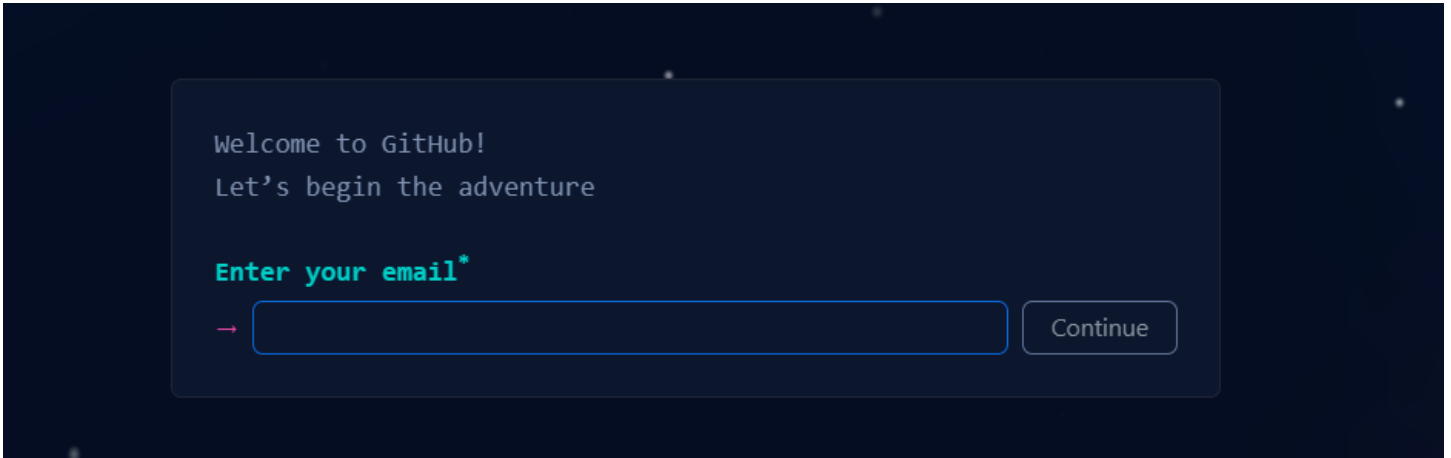 Welcome to GitHub!
Let’s begin the adventure
Enter your email*
→ Continue